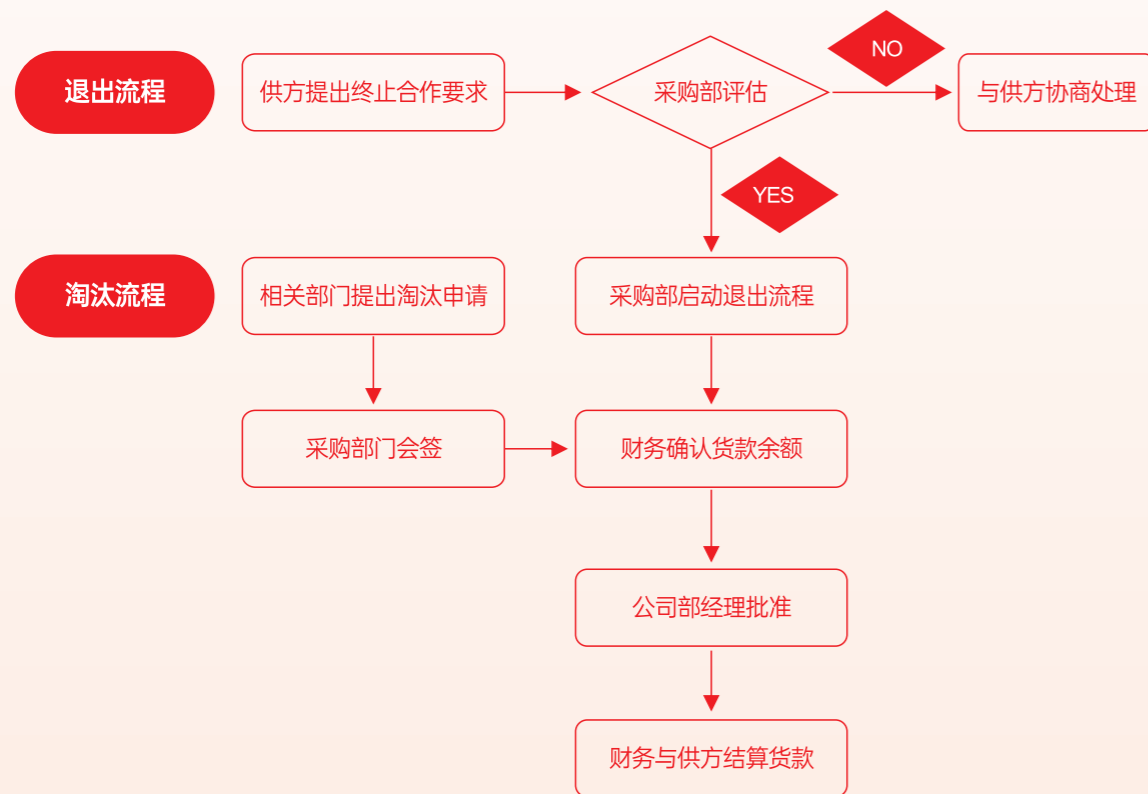 退出流程
供方提出终止合作要求
采购部评估
NO
与供方协商处理
YES
淘汰流程
相关部门提出淘汰申请
采购部启动退出流程
采购部门会签
财务确认货款余额
公司部经理批准
财务与供方结算货款